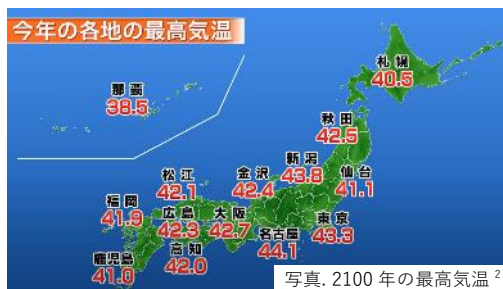 今年の各地の最高気温
札幌
40.5
那覇
38.5
秋田
42.5
新潟
43.8
仙台
41.1
金沢
42.4
松江
42.1
福岡
41.9
広島
42.3
大阪
42.7
名古屋
44.1
東京
43.3
鹿児島
41.0
高知
42.0
写真. 2100 年の最高気温 2